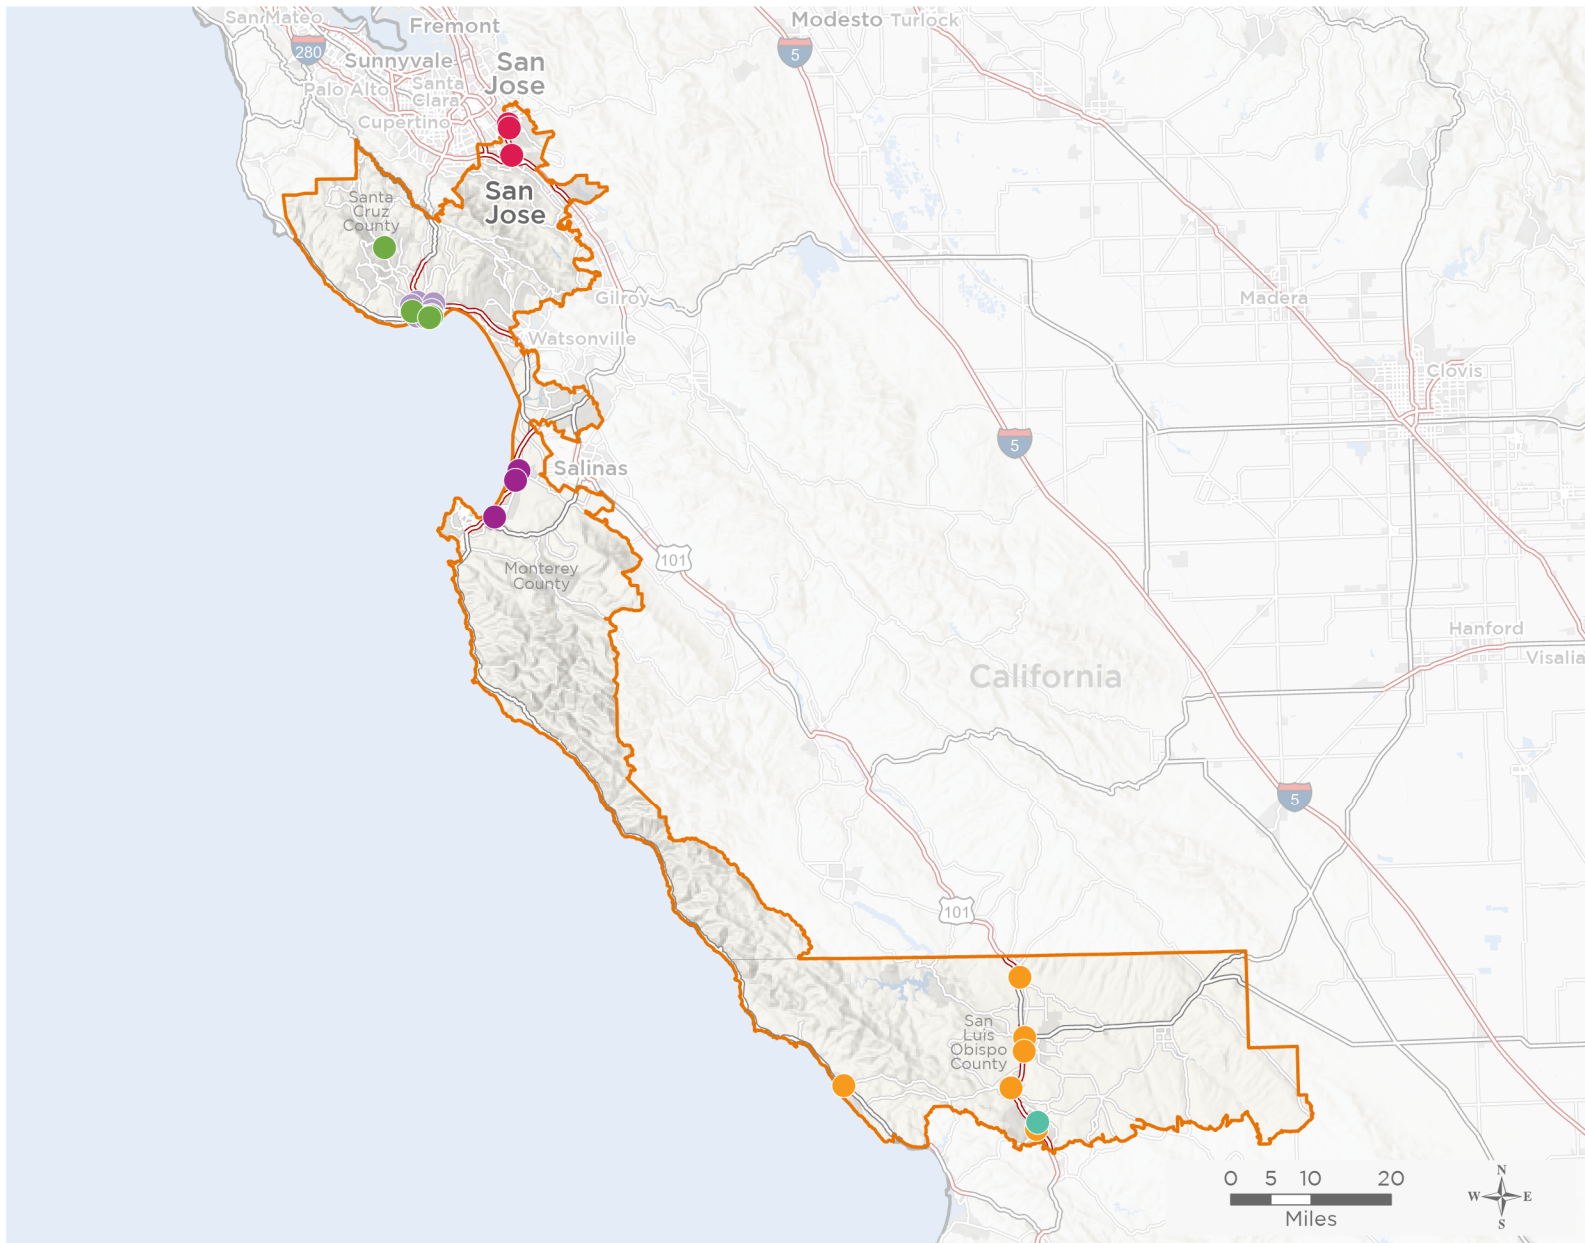 San Mateo
Fremont
Modesto
Turlock
280
5
Sunnyvale
San
Jose
Palo Alto
Santa
Clara
Cupertino
San
Jose
Santa
Cruz
County
Gilroy
Madera
Watsonville
Clovis
5
Salinas
101
Monterey
County
Hanford
Visalia
California
5
101
San
Luis
Obispo
County
0 5 10 20
Miles
N
W E
S